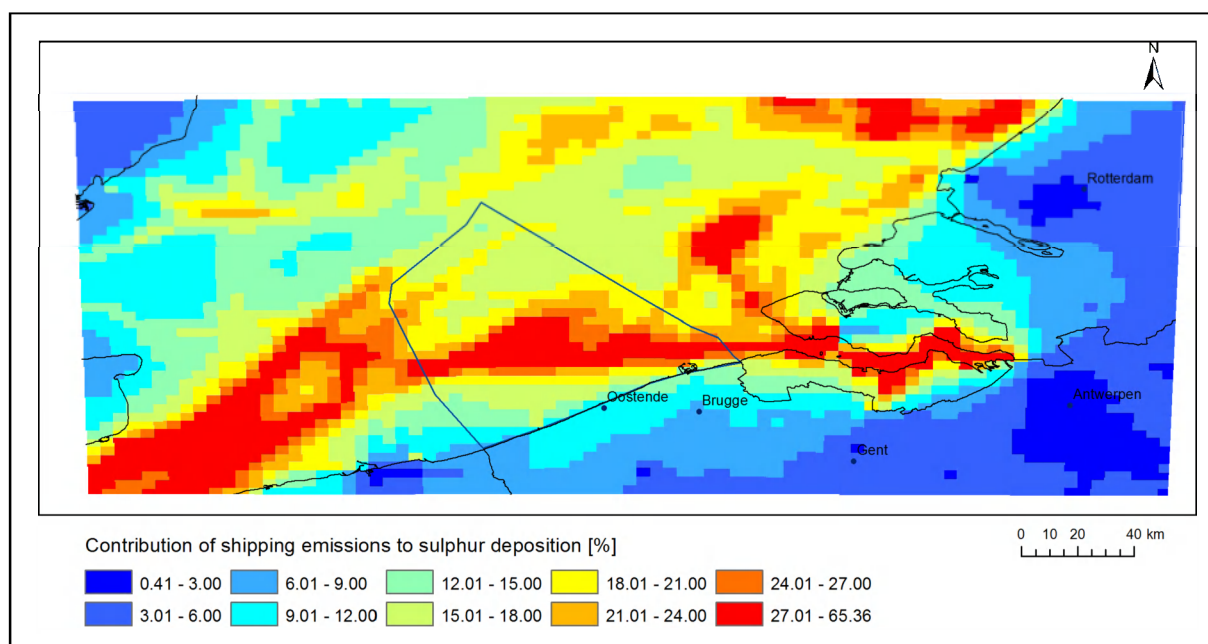 N
Rotterdam
Oostende
Brugge
Antwerpen
Gent
0 10 20 40 km
Contribution of shipping emissions to sulphur deposition [%]
0.41 - 3.00 6.01 - 9.00 12.01 - 15.00 18.01 - 21.00 24.01 - 27.00
3.01 - 6.00 9.01 - 12.00 15.01 - 18.00 21.01 - 24.00 27.01 - 65.36